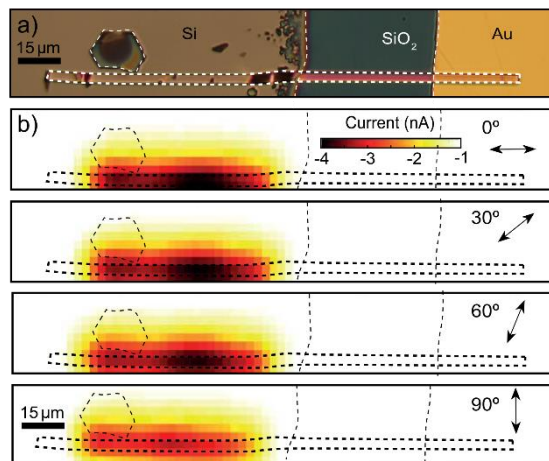 a)
Si
SiO₂
Au
15 μm
b)
Current (nA)
-4 -3 -2 -1
0º
30º
60º
90º
15 μm